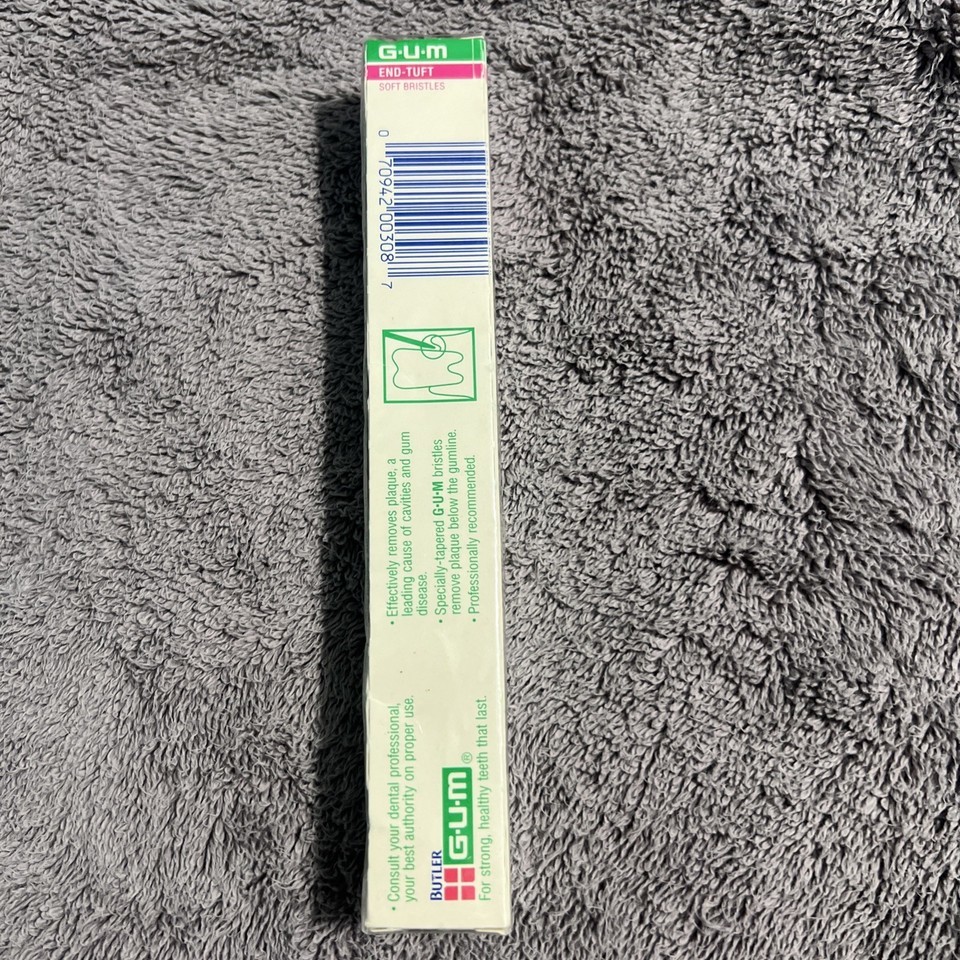 G·U·M
END-TUFT
SOFT BRISTLES
0 70942 00308 7
• Effectively removes plaque, a
leading cause of cavities and gum
disease.
• Specially-tapered G·U·M bristles
remove plaque below the gumline.
• Professionally recommended.
• Consult your dental professional,
your best authority on proper use.
BUTLER
G·U·M®
For strong, healthy teeth that last.